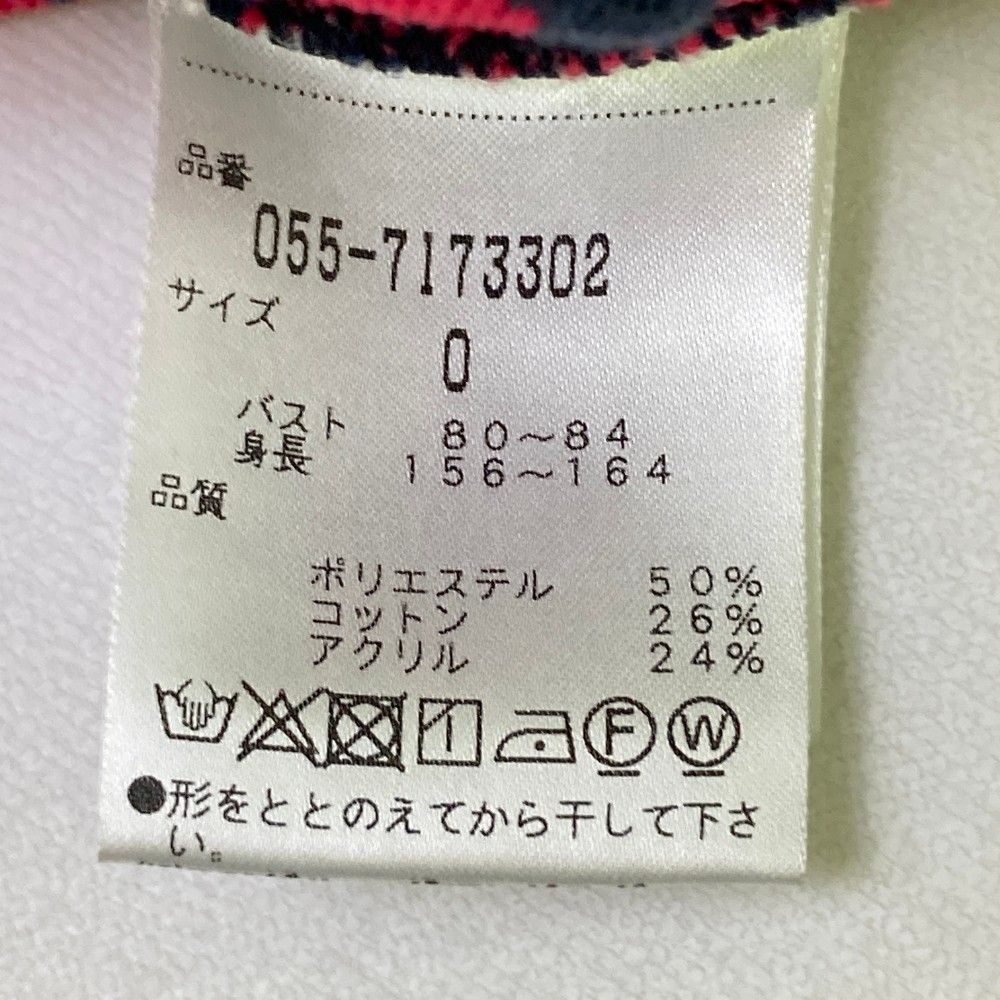 品番
055-7173302
サイズ
0
バスト 80～84
身長 156～164
品質
ポリエステル 50%
コットン 26%
アクリル 24%
F W
●形をととのえてから干して下さ
い。